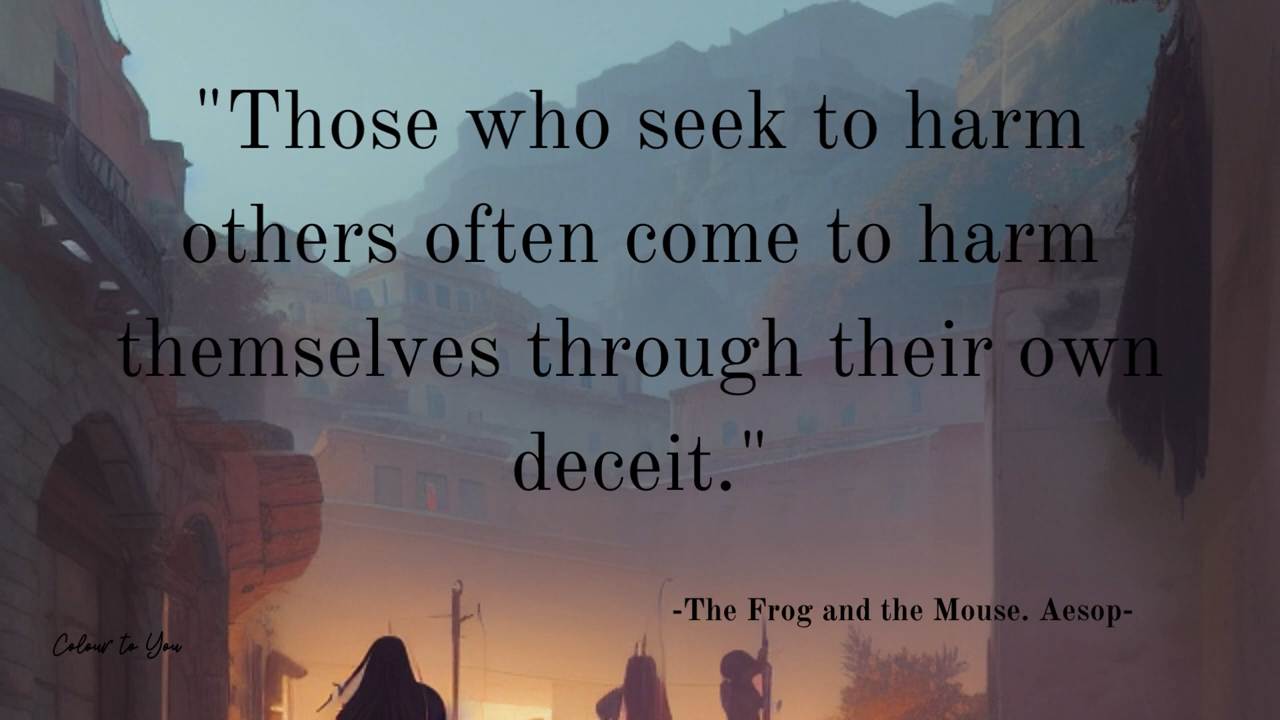 "Those who seek to harm
others often come to harm
themselves through their own
deceit."
-The Frog and the Mouse. Aesop-
Colour to You